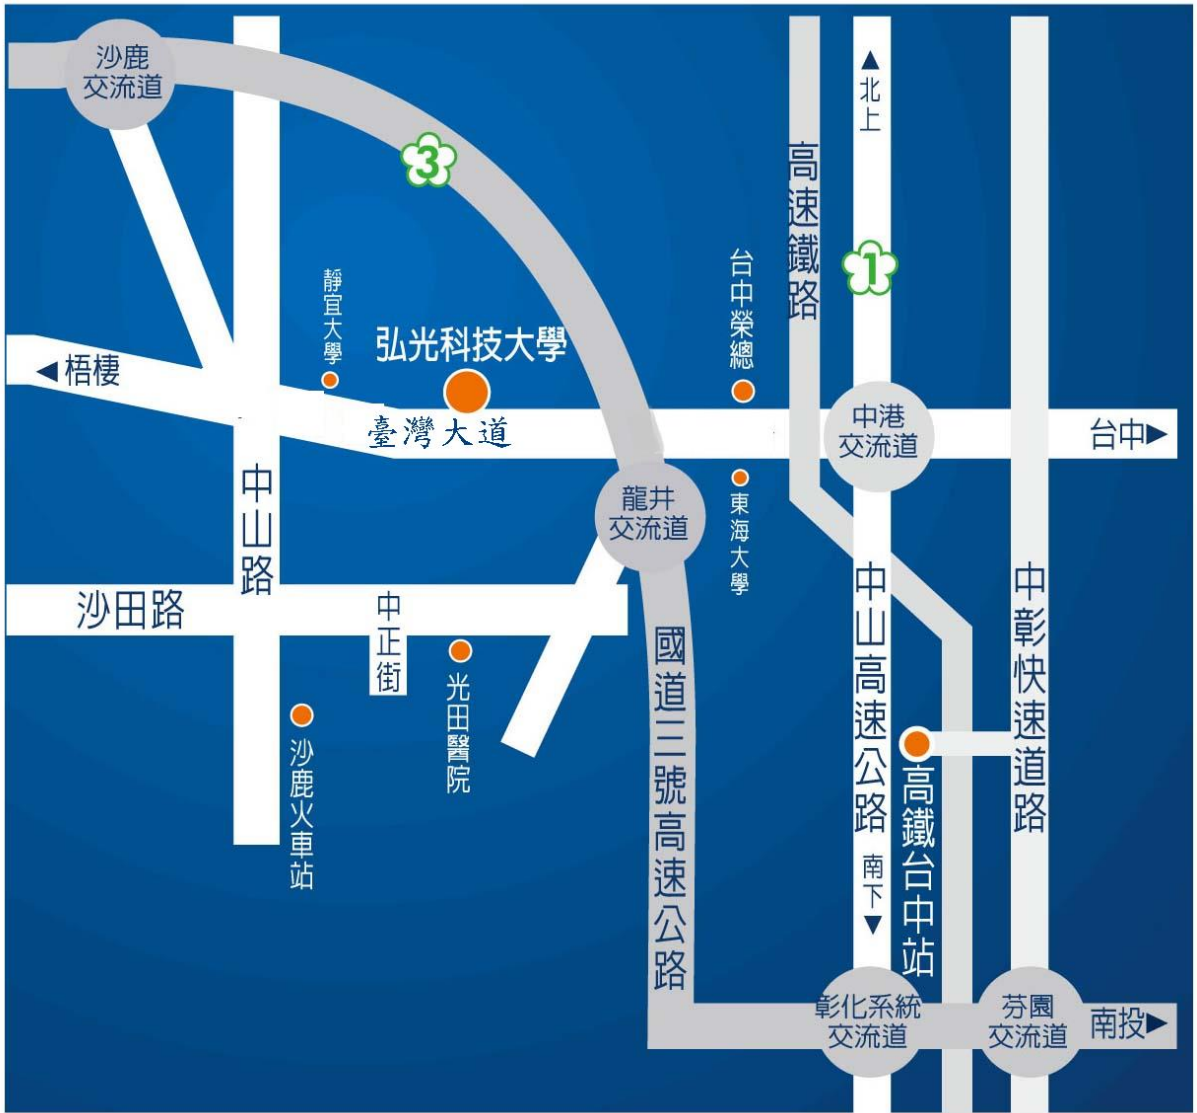 沙鹿
交流道
3
北上
高速鐵路
1
台中榮總
靜宜大學
弘光科技大學
梧棲
臺灣大道
中港
交流道
台中
中山路
龍井
交流道
東海大學
沙田路
中正街
國道三號高速公路
中山高速公路
中彰快速道路
光田醫院
沙鹿火車站
高鐵台中站
南下
彰化系統
交流道
芬園
交流道
南投